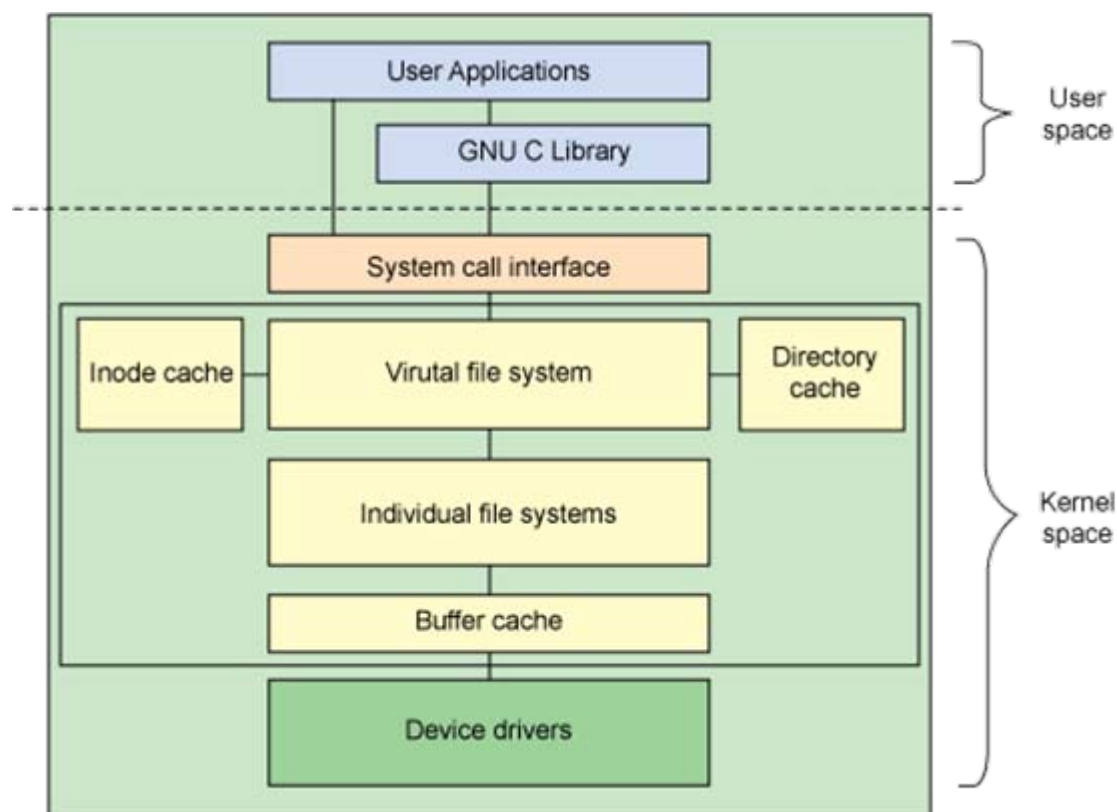 User Applications
User
space
GNU C Library
System call interface
Inode cache
Virutal file system
Directory
cache
Individual file systems
Kernel
space
Buffer cache
Device drivers